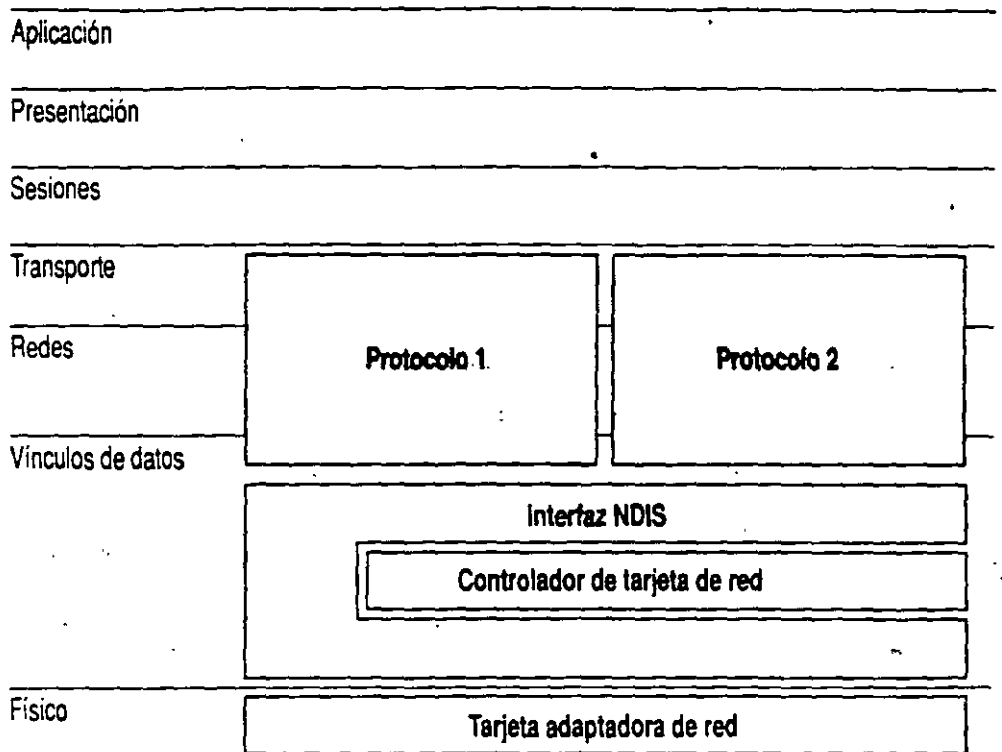 Aplicación
Presentación
Sesiones
Transporte
Redes
Protocolo 1
Protocolo 2
Vínculos de datos
Interfaz NDIS
Controlador de tarjeta de red
Físico
Tarjeta adaptadora de red